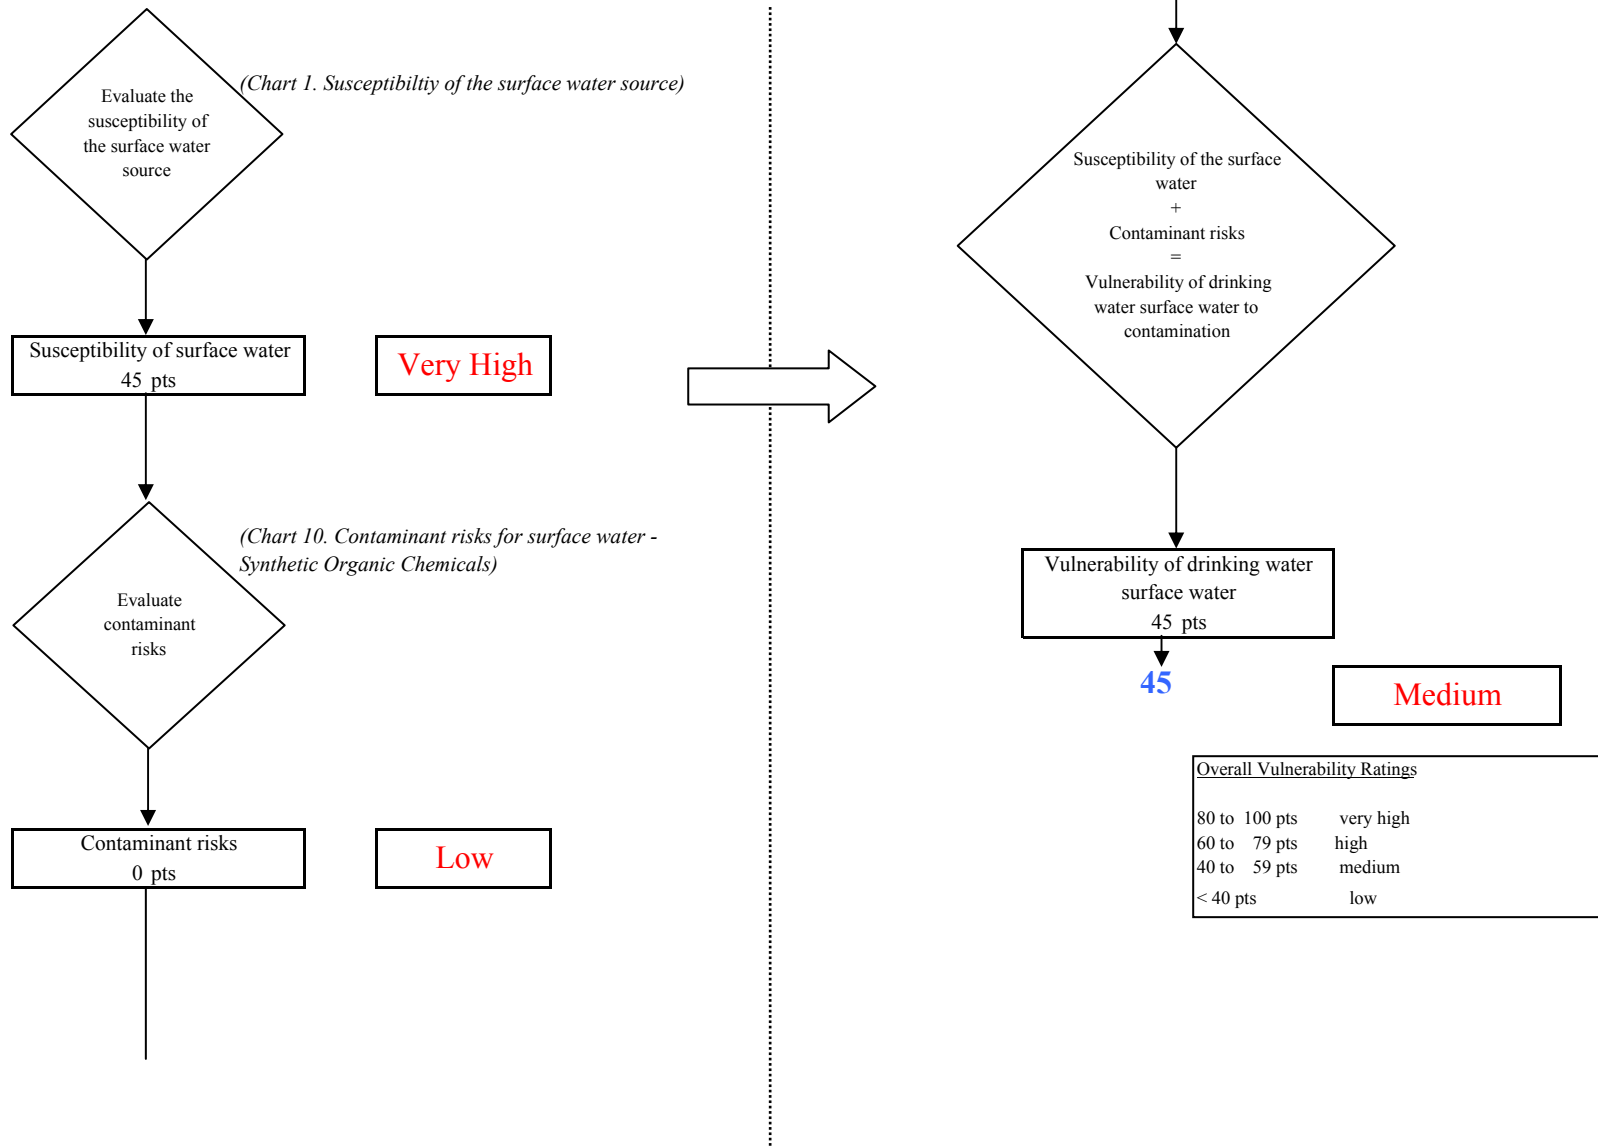 (Chart 1. Susceptibiltiy of the surface water source)
Evaluate the
susceptibility of
the surface water
source
Susceptibility of surface water
45 pts
Very High
(Chart 10. Contaminant risks for surface water -
Synthetic Organic Chemicals)
Evaluate
contaminant
risks
Contaminant risks
0 pts
Low
Susceptibility of the surface
water
+
Contaminant risks
=
Vulnerability of drinking
water surface water to
contamination
Vulnerability of drinking water
surface water
45 pts
45
Medium
Overall Vulnerability Ratings
80 to 100 pts very high
60 to 79 pts high
40 to 59 pts medium
< 40 pts low